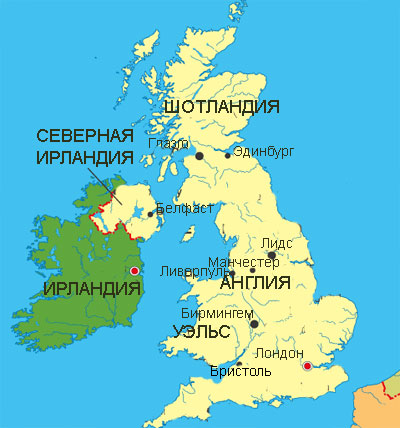 ШОТЛАНДИЯ
СЕВЕРНАЯ
ИРЛАНДИЯ
Глазго
Эдинбург
Белфаст
Лидс
Манчестер
Ливерпуль
АНГЛИЯ
ИРЛАНДИЯ
Бирмингем
УЭЛЬС
Лондон
Бристоль